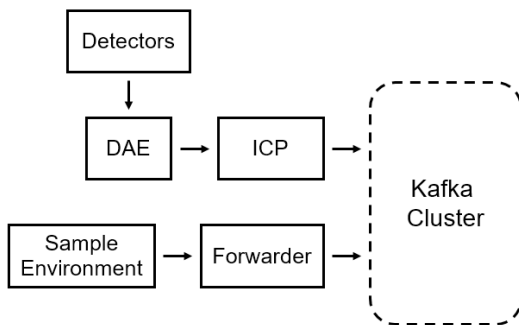 Detectors
DAE
ICP
Kafka
Cluster
Sample
Environment
Forwarder